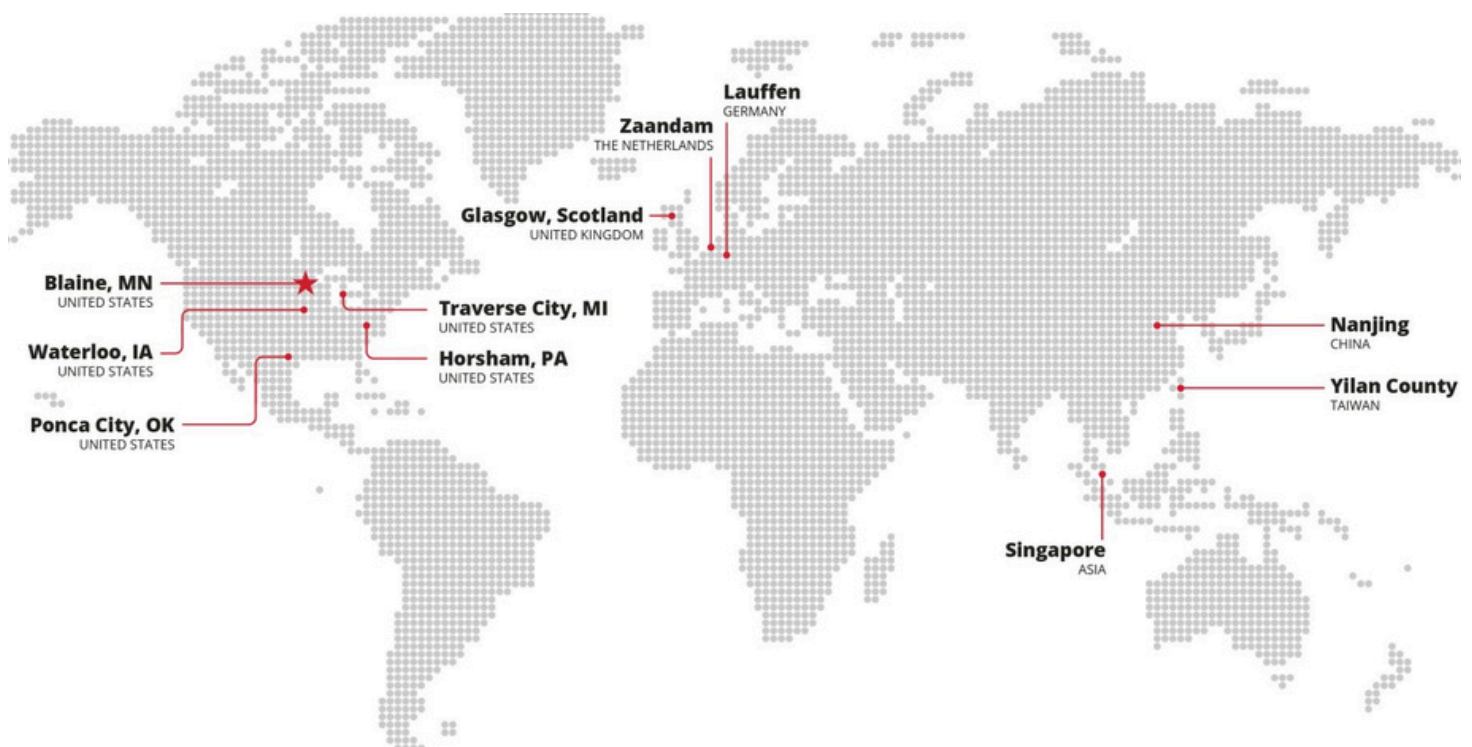 Lauffen
GERMANY
Zaandam
THE NETHERLANDS
Glasgow, Scotland
UNITED KINGDOM
Blaine, MN
UNITED STATES
Traverse City, MI
UNITED STATES
Waterloo, IA
UNITED STATES
Horsham, PA
UNITED STATES
Ponca City, OK
UNITED STATES
Nanjing
CHINA
Yilan County
TAIWAN
Singapore
ASIA